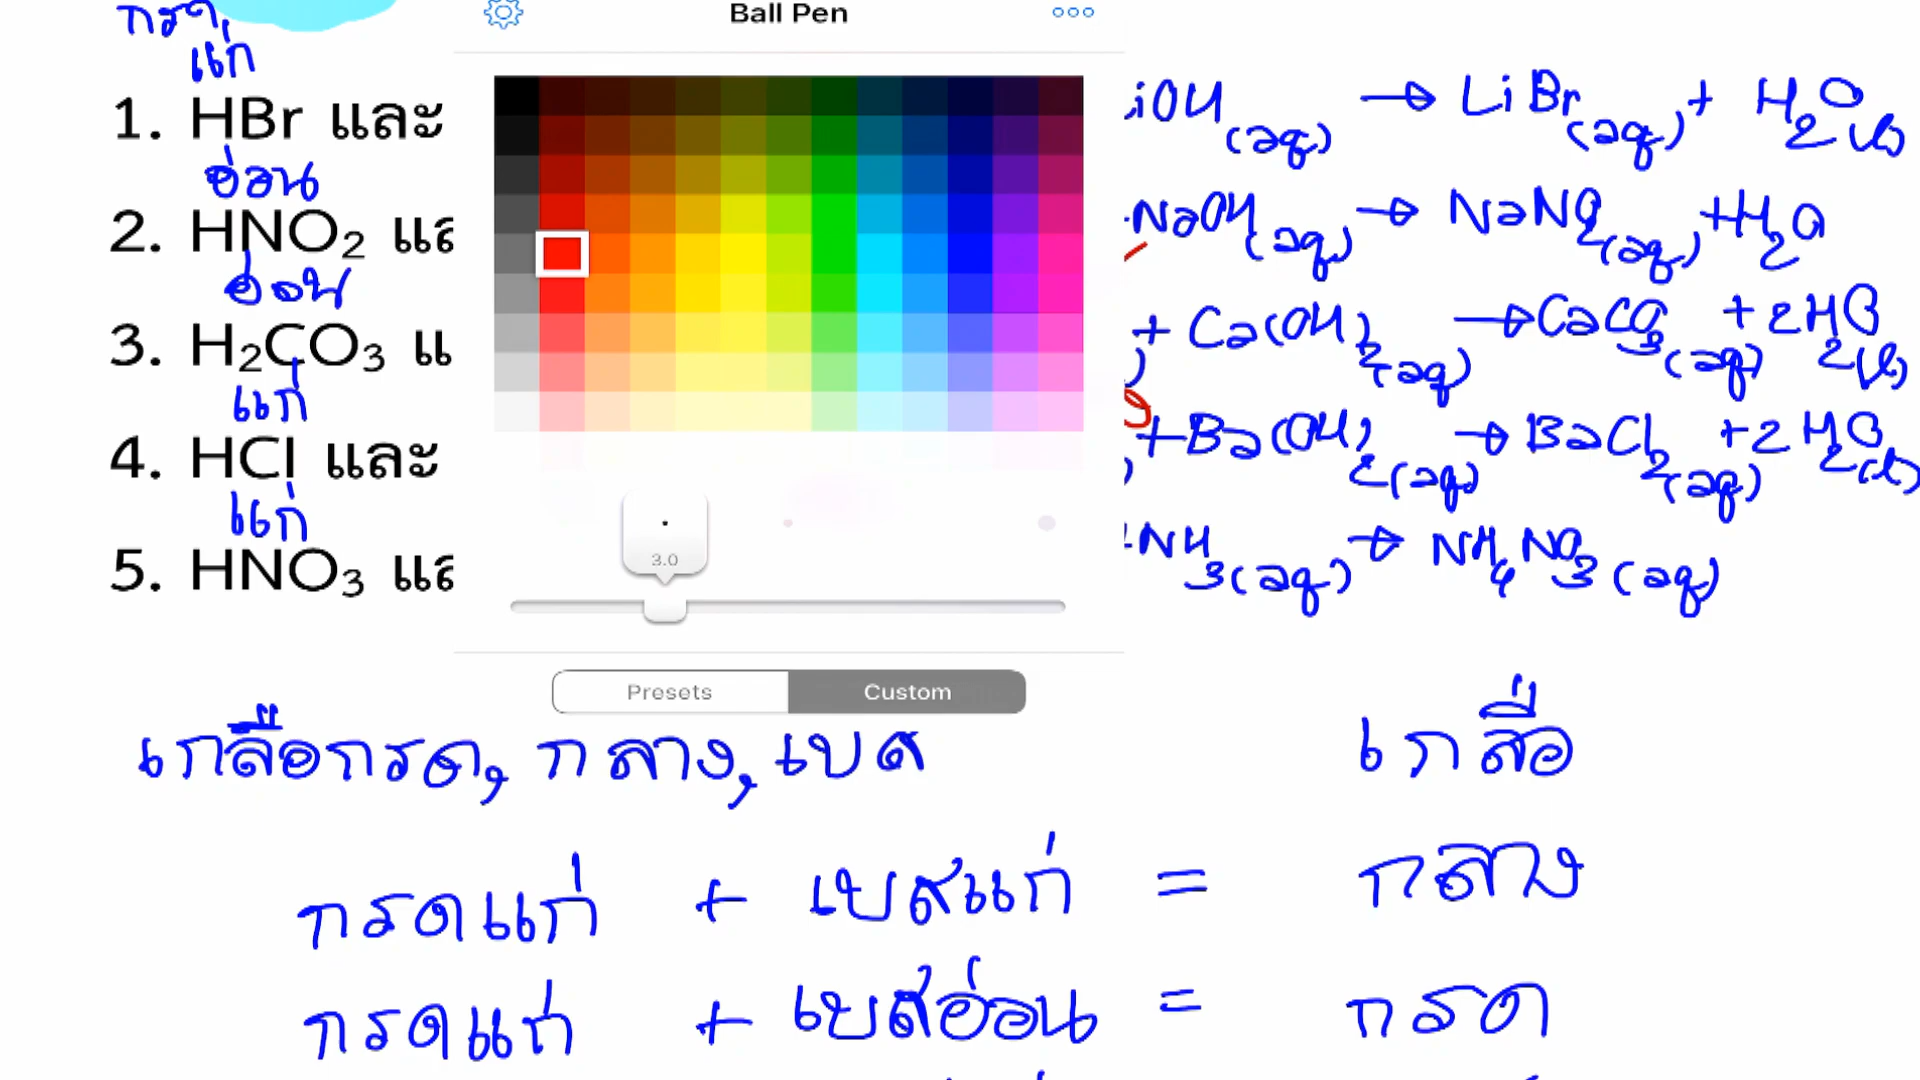 กรด,
แก่
Ball Pen
1. HBr และ
iOH(aq) → LiBr(aq) + H2O(l)
อ่อน
2. HNO2 แล
NaOH(aq) → NaNO2(aq) + H2O
อ่อน
3. H2CO3 แ
+ Ca(OH)2(aq) → CaCO3(aq) + 2H2O(l)
แก่
4. HCl และ
+ Ba(OH)2(aq) → BaCl2(aq) + 2H2O(l)
แก่
3.0
5. HNO3 แล
NH3(aq) → NH4NO3(aq)
Presets Custom
เกลือกรด, กลาง, เบส
เกลือ
กรดแก่ + เบสแก่ = กลาง
กรดแก่ + เบสอ่อน = กรด